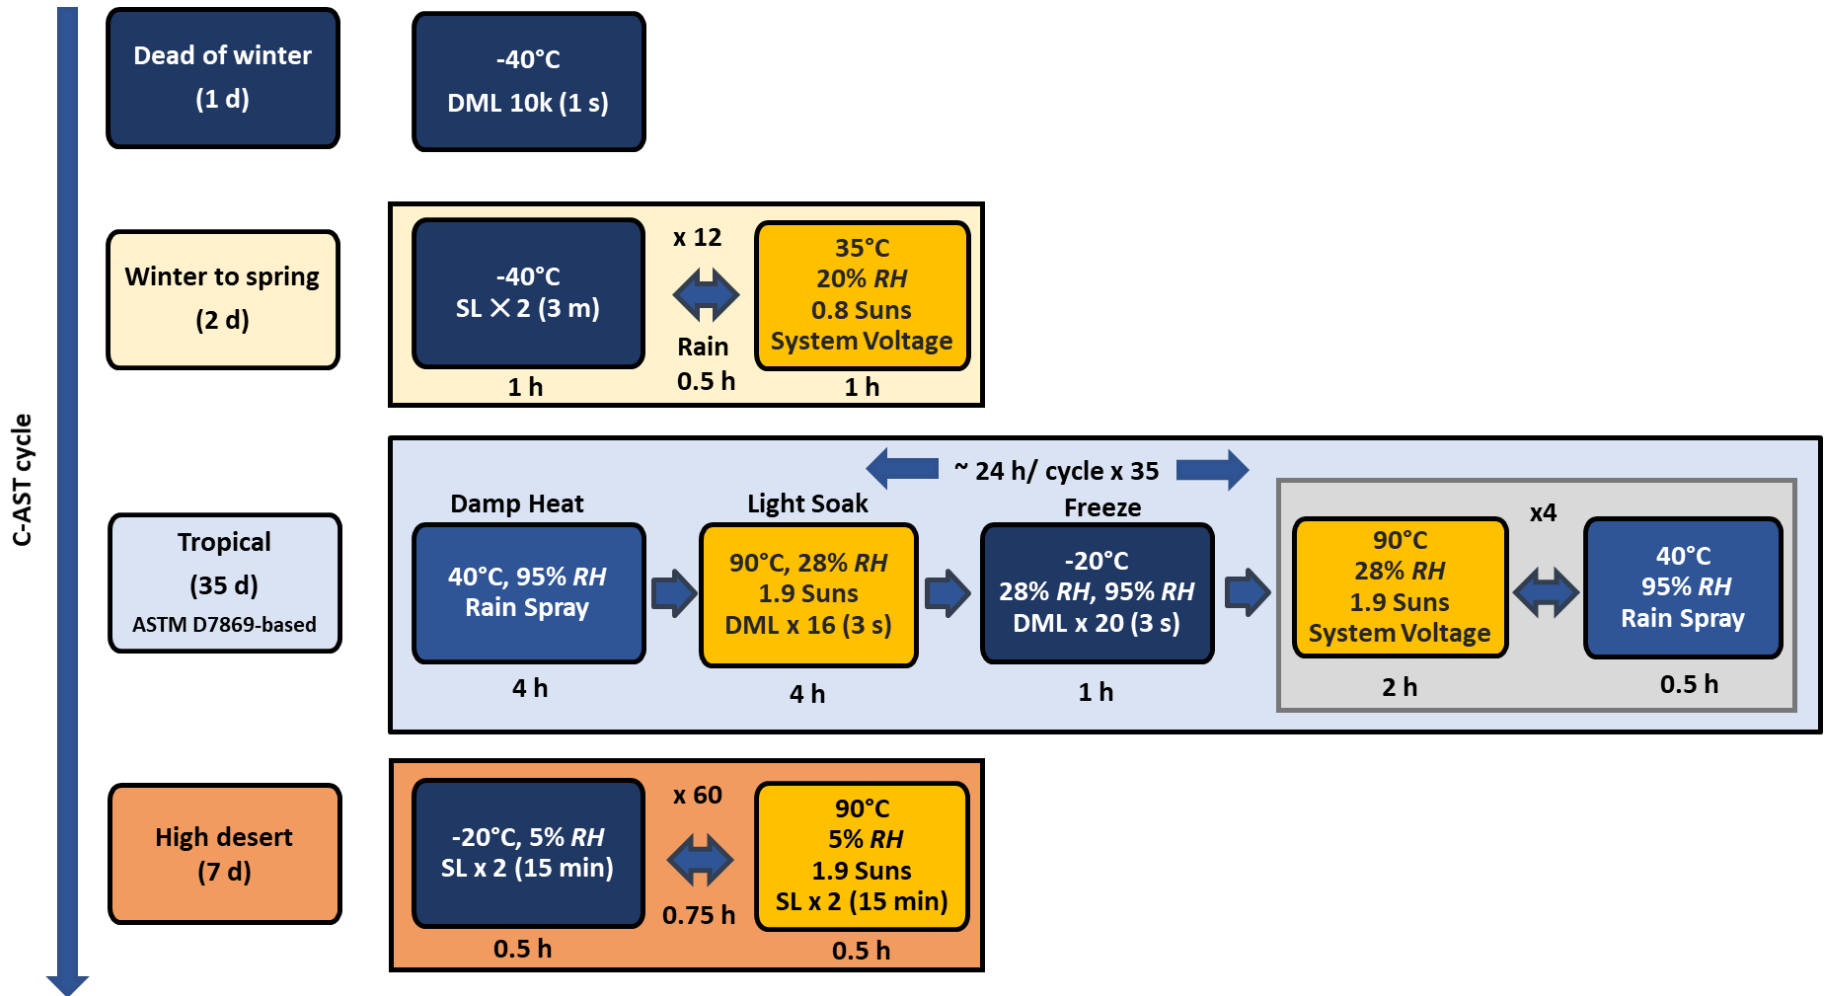 C-AST cycle
Dead of winter
(1 d)
-40°C
DML 10k (1 s)
Winter to spring
(2 d)
-40°C
SL ✕ 2 (3 m)
1 h
x 12
Rain
0.5 h
35°C
20% RH
0.8 Suns
System Voltage
1 h
Tropical
(35 d)
ASTM D7869-based
~ 24 h/ cycle x 35
Damp Heat
40°C, 95% RH
Rain Spray
4 h
Light Soak
90°C, 28% RH
1.9 Suns
DML x 16 (3 s)
4 h
Freeze
-20°C
28% RH, 95% RH
DML x 20 (3 s)
1 h
90°C
28% RH
1.9 Suns
System Voltage
2 h
x4
40°C
95% RH
Rain Spray
0.5 h
High desert
(7 d)
-20°C, 5% RH
SL x 2 (15 min)
0.5 h
x 60
0.75 h
90°C
5% RH
1.9 Suns
SL x 2 (15 min)
0.5 h